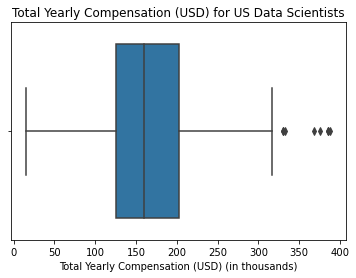 Total Yearly Compensation (USD) for US Data Scientists
0 50 100 150 200 250 300 350 400
Total Yearly Compensation (USD) (in thousands)